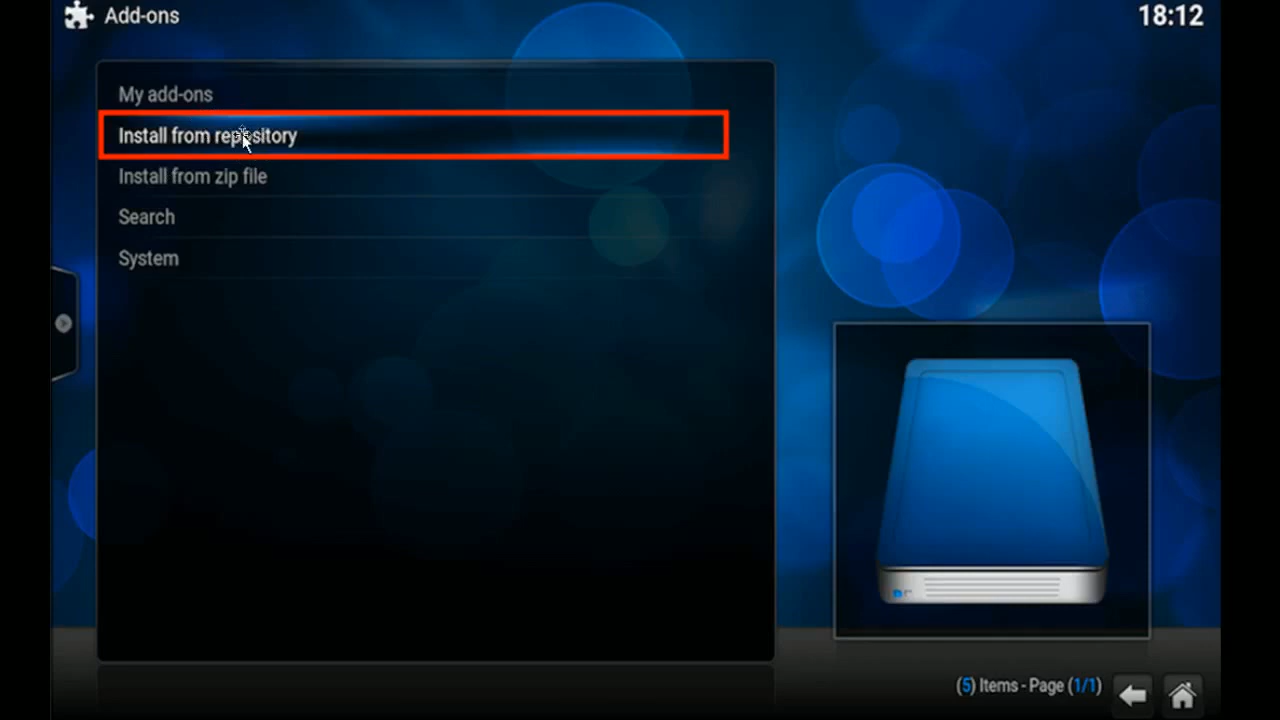 Add-ons
18:12
My add-ons
Install from repository
Install from zip file
Search
System
(5) Items - Page (1/1)